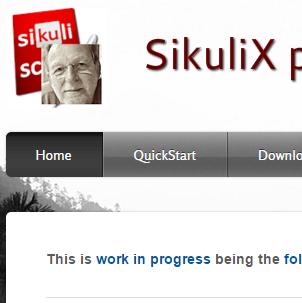 sikuli
sc
SikuliX p
Home QuickStart Downlo
This is work in progress being the fol